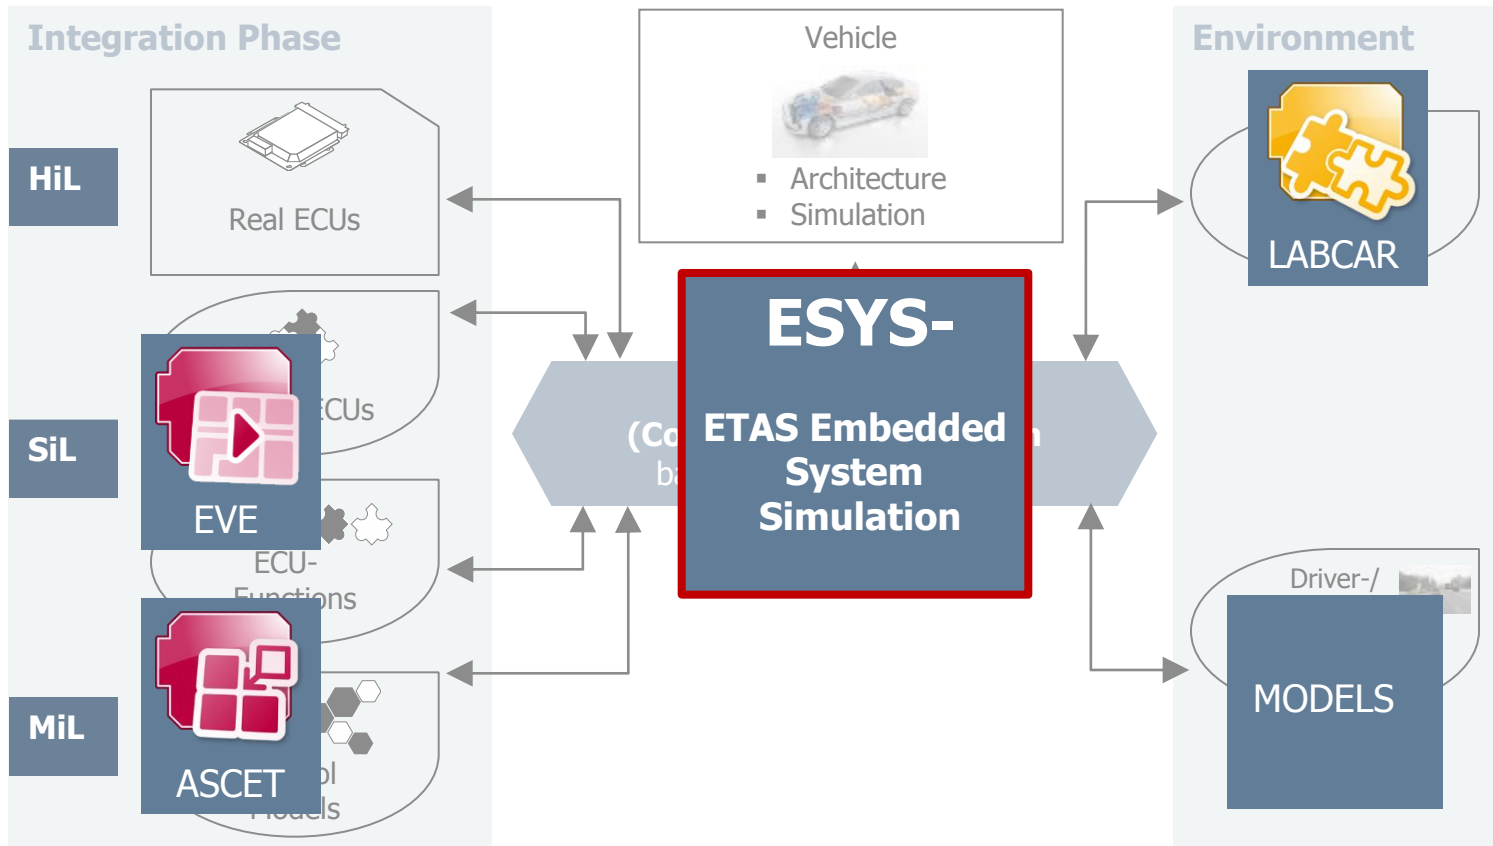 Integration Phase
HiL
Real ECUs
ECUs
SiL
EVE
ECU-
Functions
MiL
ASCET
Vehicle
▪ Architecture
▪ Simulation
ESYS-
ETAS Embedded
System
Simulation
Environment
LABCAR
Driver-/
MODELS